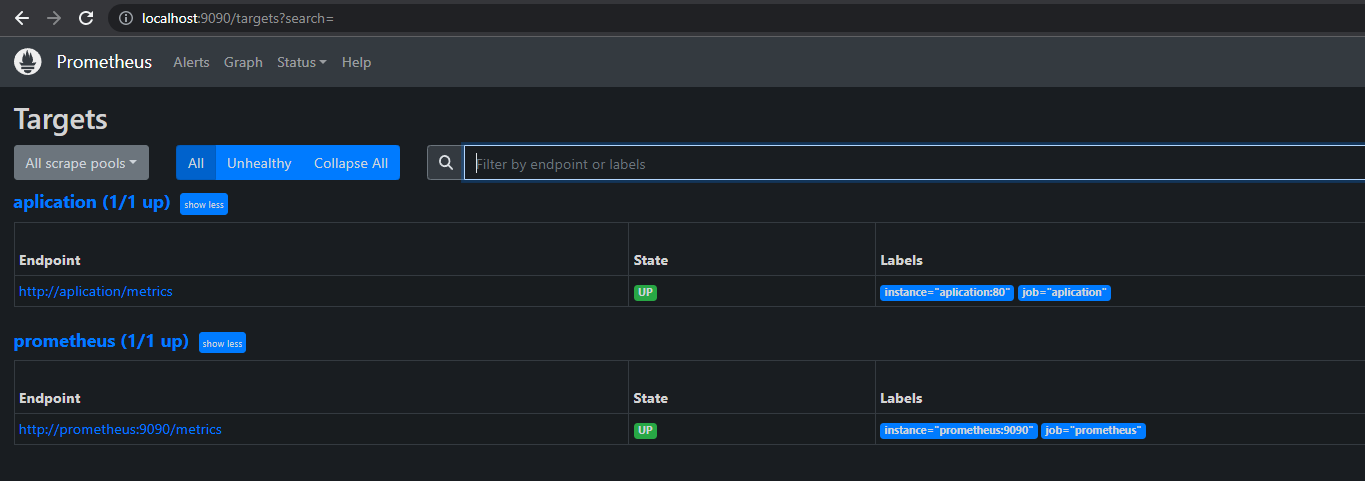 localhost:9090/targets?search=
Prometheus Alerts Graph Status Help
Targets
All scrape pools All Unhealthy Collapse All Filter by endpoint or labels
aplication (1/1 up) show less
Endpoint State Labels
http://aplication/metrics UP instance="aplication:80" job="aplication"
prometheus (1/1 up) show less
Endpoint State Labels
http://prometheus:9090/metrics UP instance="prometheus:9090" job="prometheus"